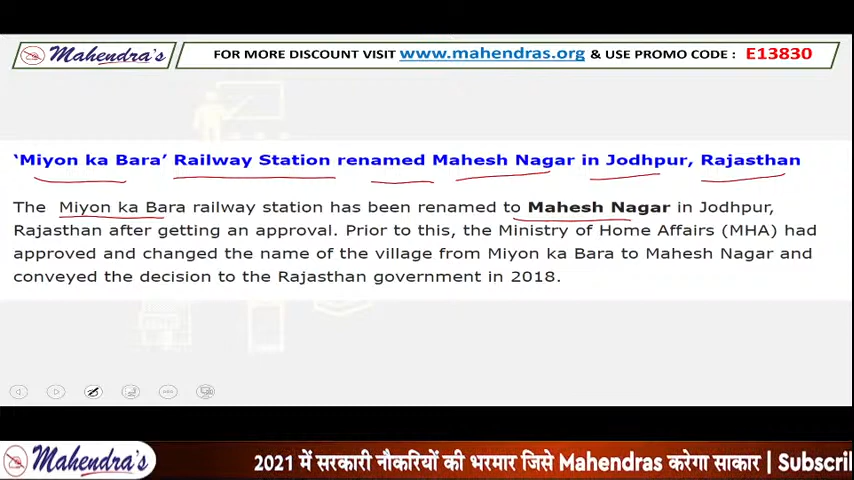 Mahendra's
FOR MORE DISCOUNT VISIT www.mahendras.org & USE PROMO CODE : E13830
‘Miyon ka Bara’ Railway Station renamed Mahesh Nagar in Jodhpur, Rajasthan
The Miyon ka Bara railway station has been renamed to Mahesh Nagar in Jodhpur,
Rajasthan after getting an approval. Prior to this, the Ministry of Home Affairs (MHA) had
approved and changed the name of the village from Miyon ka Bara to Mahesh Nagar and
conveyed the decision to the Rajasthan government in 2018.
Mahendra's
2021 में सरकारी नौकरियों की भरमार जिसे Mahendras करेगा साकार | Subscril